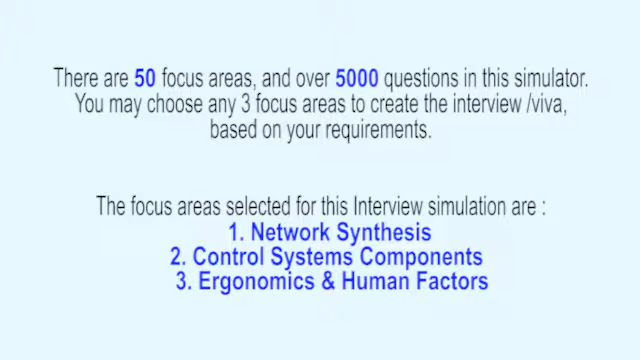 There are 50 focus areas, and over 5000 questions in this simulator.
You may choose any 3 focus areas to create the interview /viva,
based on your requirements.
The focus areas selected for this Interview simulation are :
1. Network Synthesis
2. Control Systems Components
3. Ergonomics & Human Factors